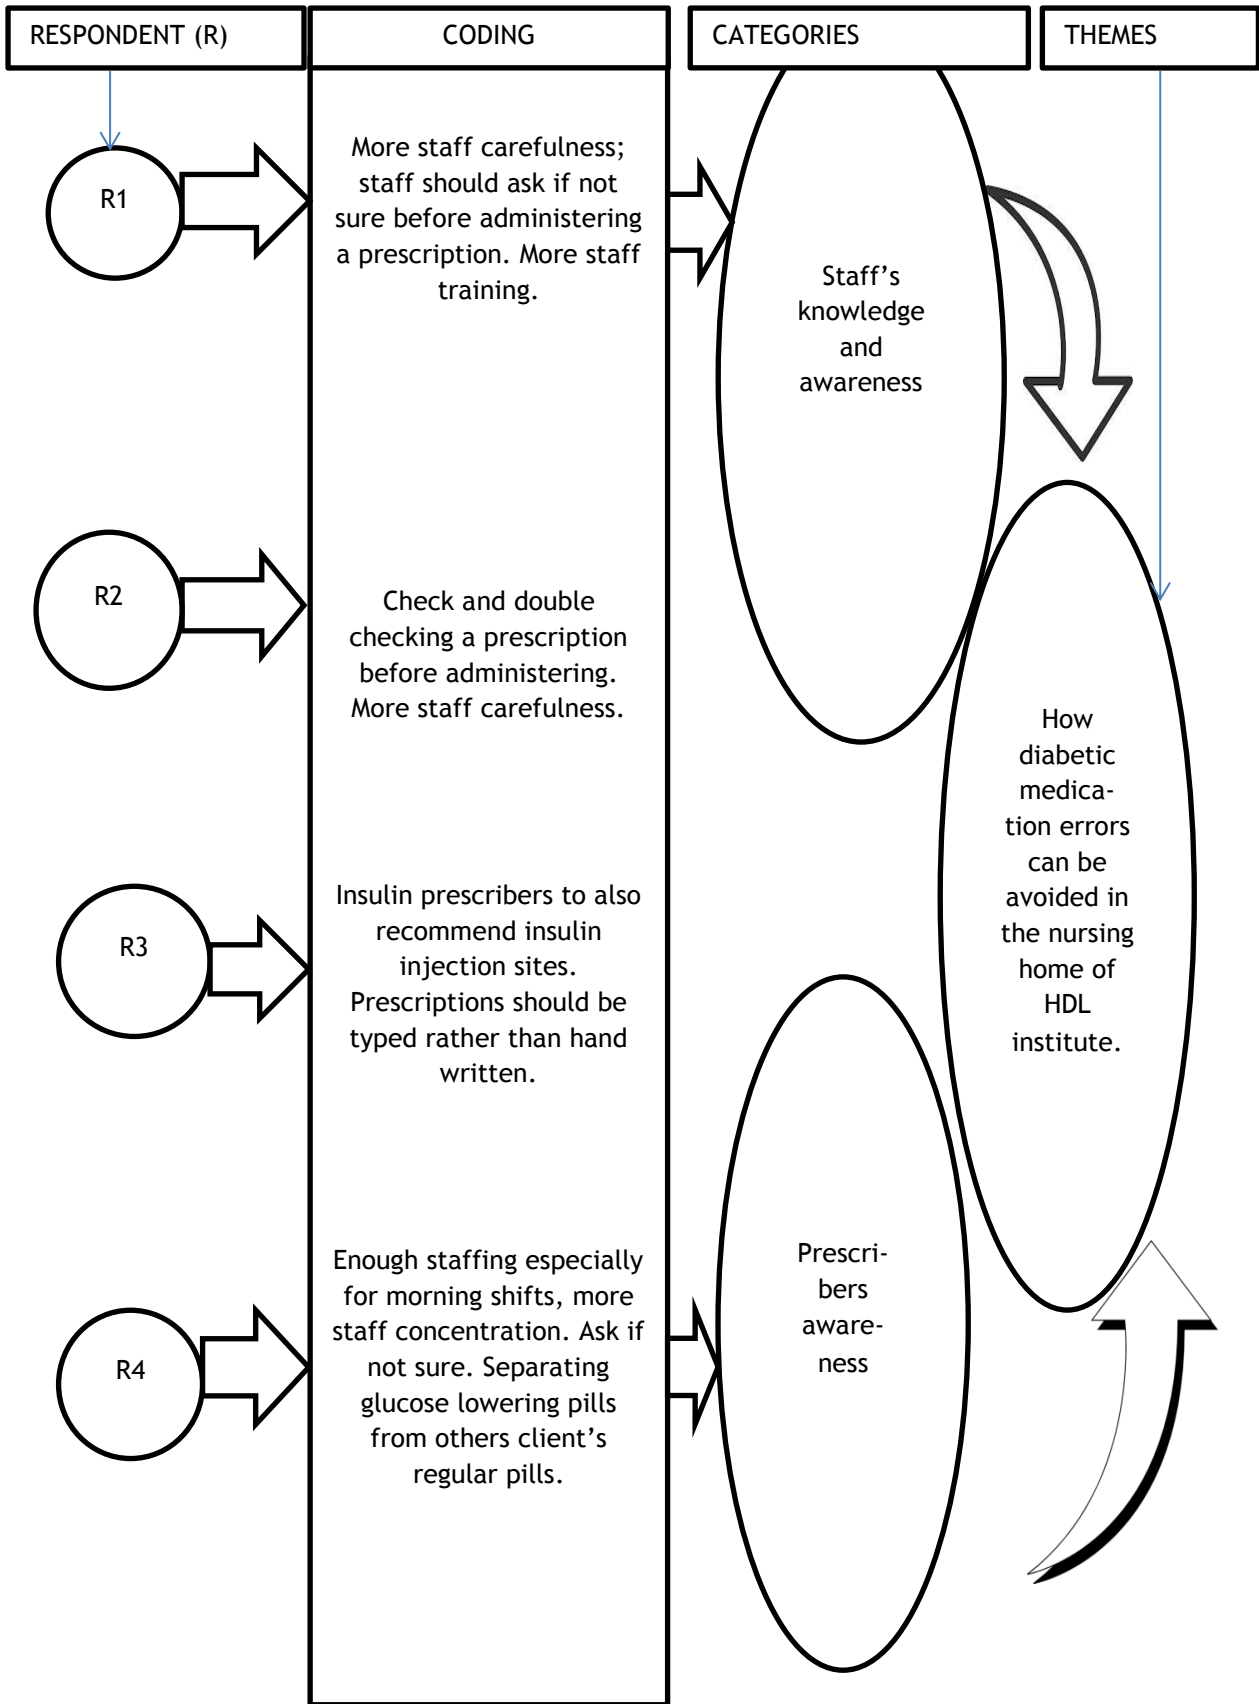 RESPONDENT (R)
CODING
CATEGORIES
THEMES
R1
More staff carefulness;
staff should ask if not
sure before administering
a prescription. More staff
training.
Staff’s
knowledge
and
awareness
R2
Check and double
checking a prescription
before administering.
More staff carefulness.
How
diabetic
medica-
tion errors
can be
avoided in
the nursing
home of
HDL
institute.
R3
Insulin prescribers to also
recommend insulin
injection sites.
Prescriptions should be
typed rather than hand
written.
R4
Enough staffing especially
for morning shifts, more
staff concentration. Ask if
not sure. Separating
glucose lowering pills
from others client’s
regular pills.
Prescri-
bers
aware-
ness